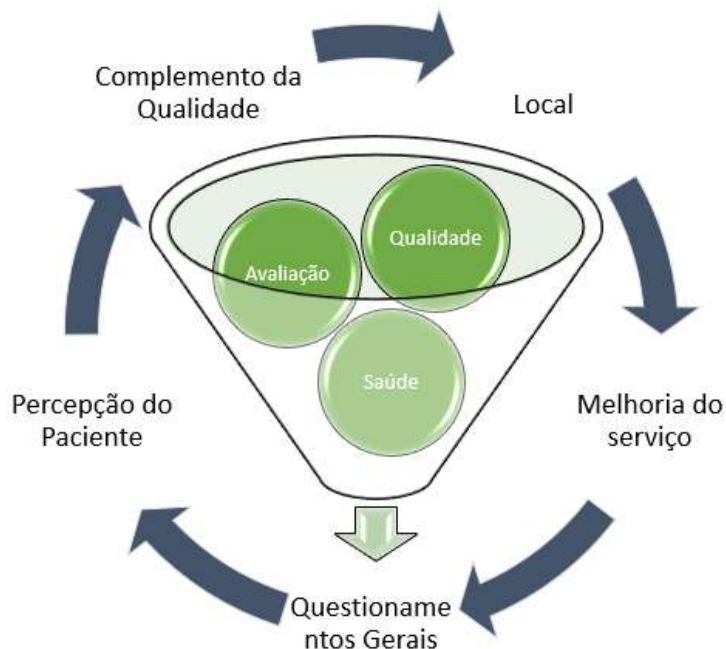 Complemento da
Qualidade
Local
Qualidade
Avaliação
Saúde
Percepção do
Paciente
Melhoria do
serviço
Questioname
ntos Gerais